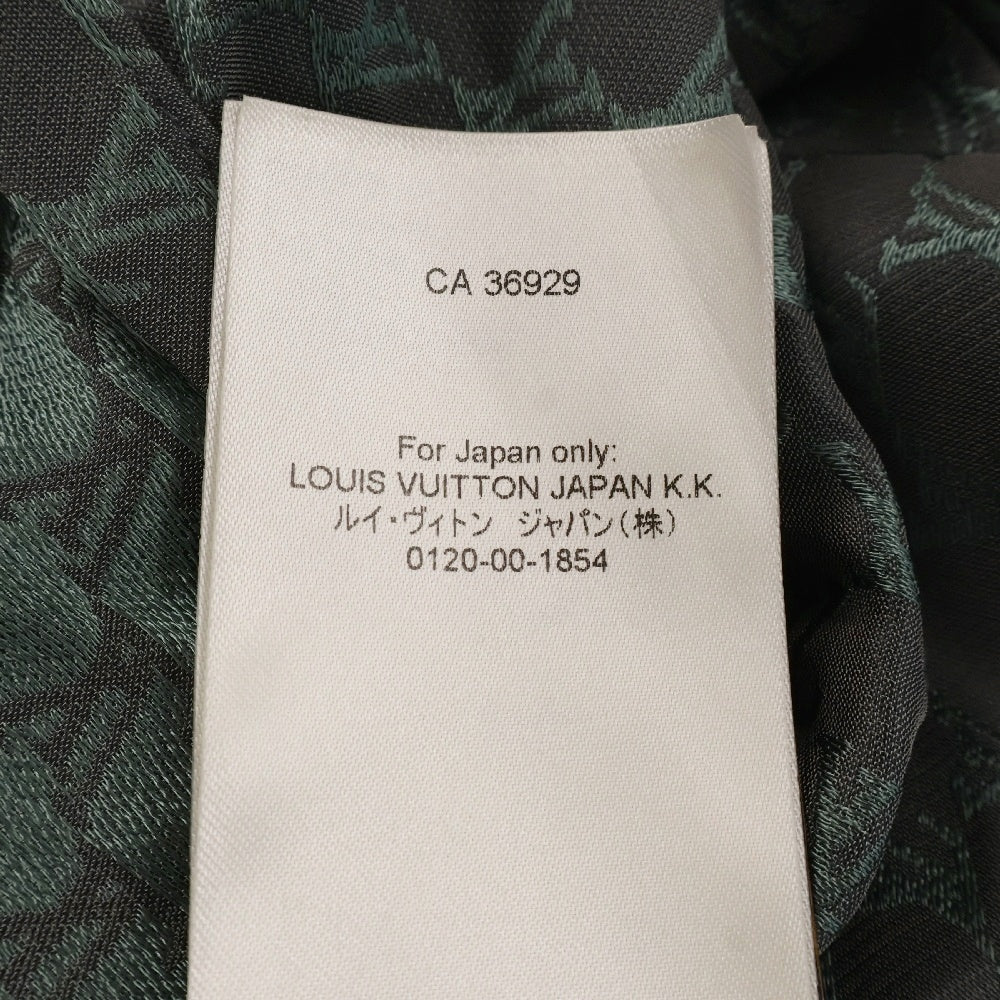 CA 36929
For Japan only:
LOUIS VUITTON JAPAN K.K.
ルイ・ヴィトン ジャパン(株)
0120-00-1854